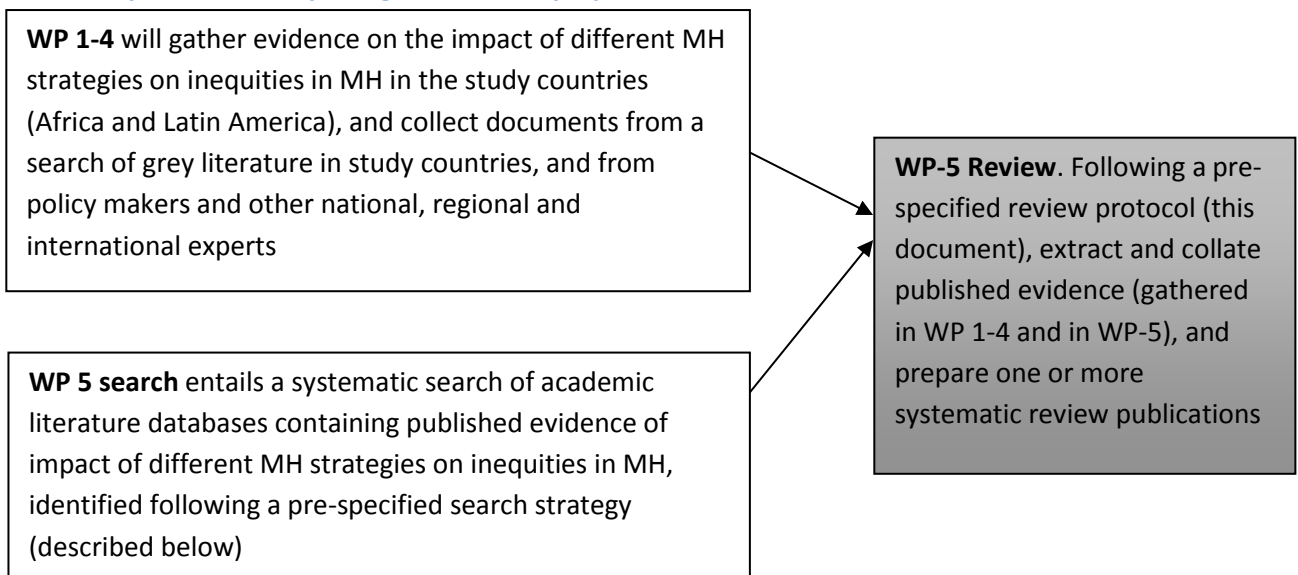 WP 1-4 will gather evidence on the impact of different MH
strategies on inequities in MH in the study countries
(Africa and Latin America), and collect documents from a
search of grey literature in study countries, and from
policy makers and other national, regional and
international experts
WP 5 search entails a systematic search of academic
literature databases containing published evidence of
impact of different MH strategies on inequities in MH,
identified following a pre-specified search strategy
(described below)
WP-5 Review. Following a pre-
specified review protocol (this
document), extract and collate
published evidence (gathered
in WP 1-4 and in WP-5), and
prepare one or more
systematic review publications